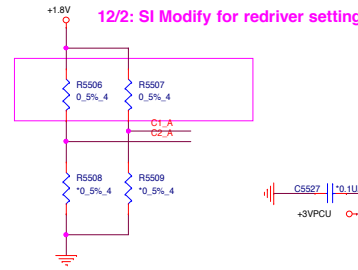 +1.8V
12/2: SI Modify for redriver setting
R5506
0_5%_4
R5507
0_5%_4
C1_A
C2_A
R5508
*0_5%_4
R5509
*0_5%_4
C5527
*0.1U
+3VPCU